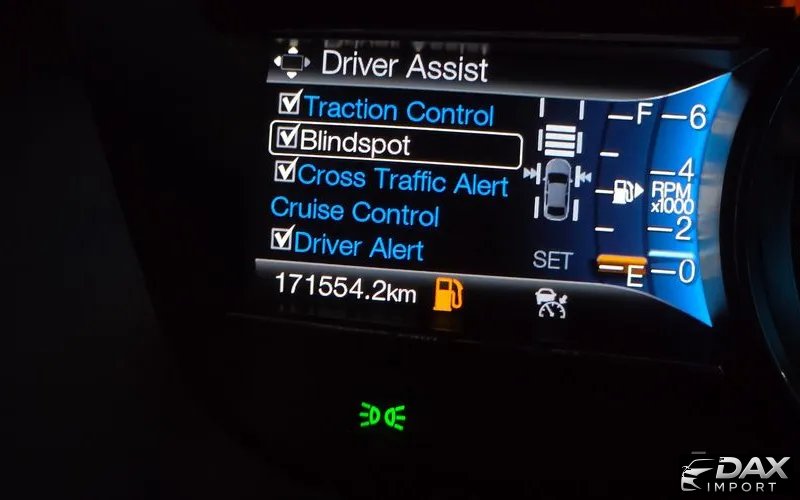 Driver Assist
Traction Control
Blindspot
Cross Traffic Alert
Cruise Control
Driver Alert
SET
171554.2km
F
E
6
4
RPM
x1000
2
0
DAX
IMPORT